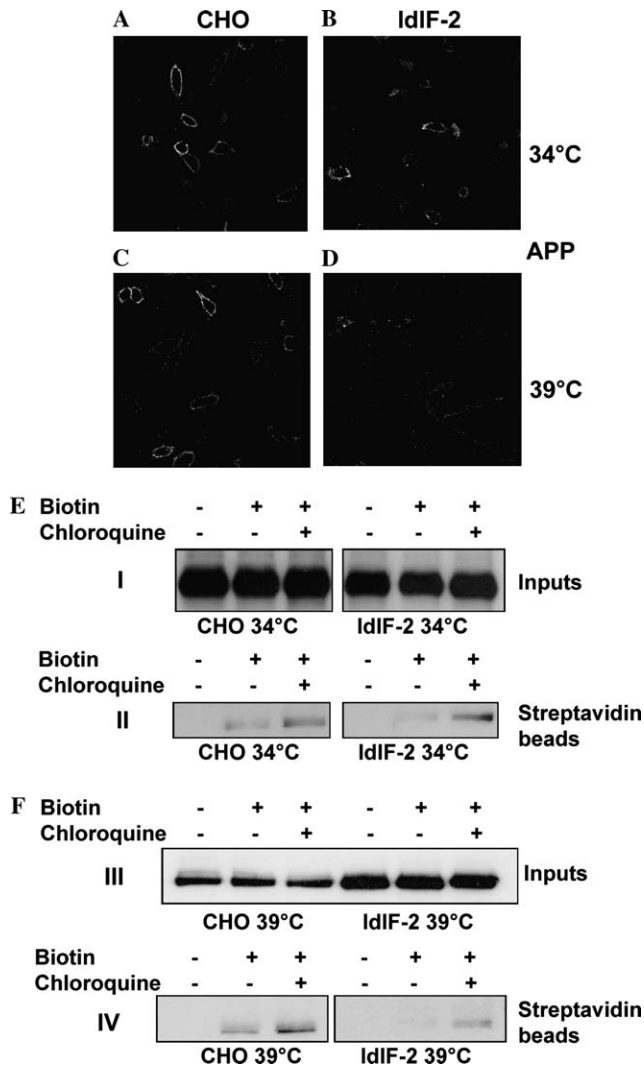 A CHO B ldlF-2
34°C
C D APP
39°C
E Biotin - + + - + +
Chloroquine - - + - - +
I Inputs
CHO 34°C ldlF-2 34°C
Biotin - + + - + +
Chloroquine - - + - - +
II Streptavidin beads
CHO 34°C ldlF-2 34°C
F Biotin - + + - + +
Chloroquine - - + - - +
III Inputs
CHO 39°C ldlF-2 39°C
Biotin - + + - + +
Chloroquine - - + - - +
IV Streptavidin beads
CHO 39°C ldlF-2 39°C